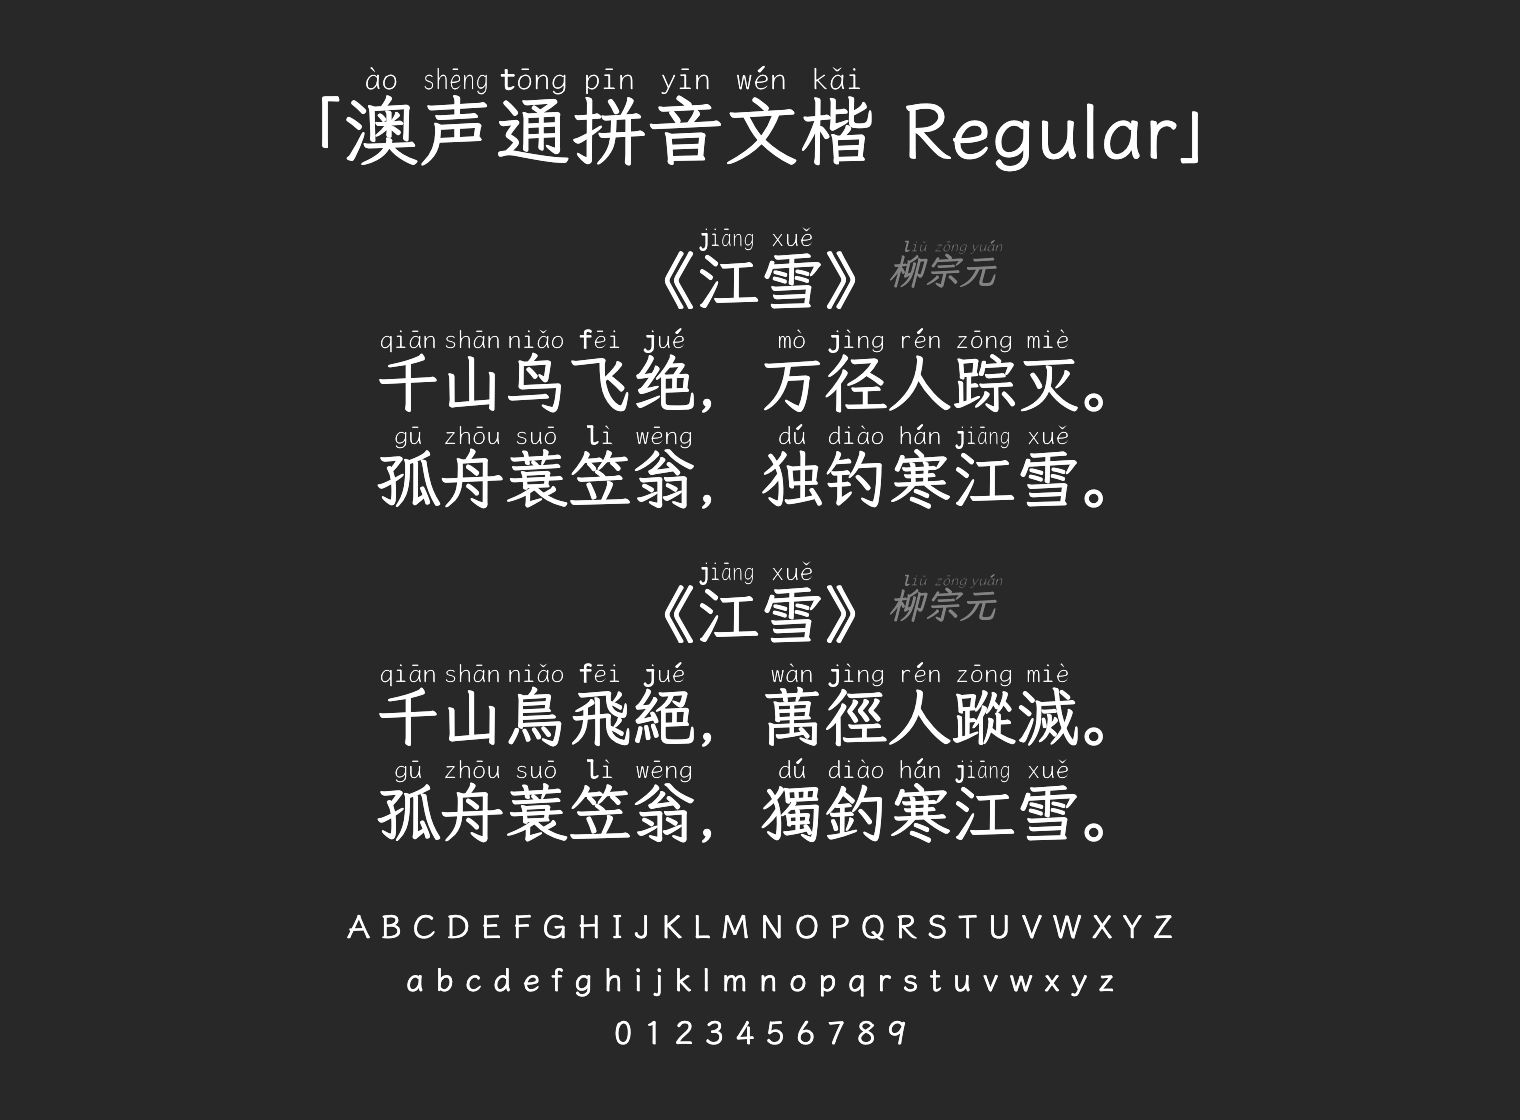 ào shēng tōng pīn yīn wén kǎi
「澳声通拼音文楷 Regular」
jiāng xuě liǔ zōng yuán
《江雪》 柳宗元
qiān shān niǎo fēi jué mò jìng rén zōng miè
千山鸟飞绝，万径人踪灭。
gū zhōu suō lì wēng dú diào hán jiāng xuě
孤舟蓑笠翁，独钓寒江雪。
jiāng xuě liǔ zōng yuán
《江雪》 柳宗元
qiān shān niǎo fēi jué wàn jìng rén zōng miè
千山鳥飛絕，萬徑人蹤滅。
gū zhōu suō lì wēng dú diào hán jiāng xuě
孤舟蓑笠翁，獨釣寒江雪。
A B C D E F G H I J K L M N O P Q R S T U V W X Y Z
a b c d e f g h i j k l m n o p q r s t u v w x y z
0 1 2 3 4 5 6 7 8 9